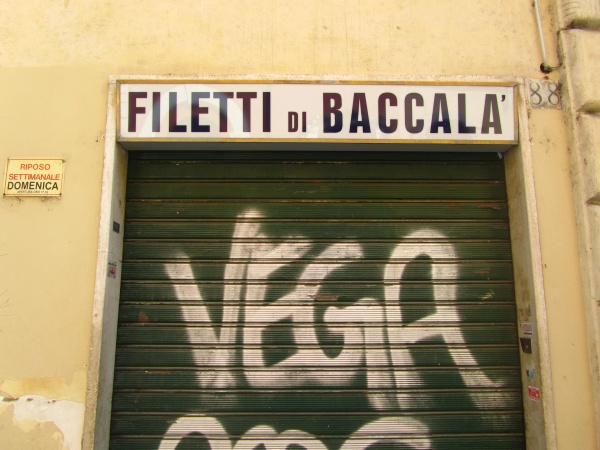 FILETTI DI BACCALA'
88
RIPOSO
SETTIMANALE
DOMENICA
VEGA